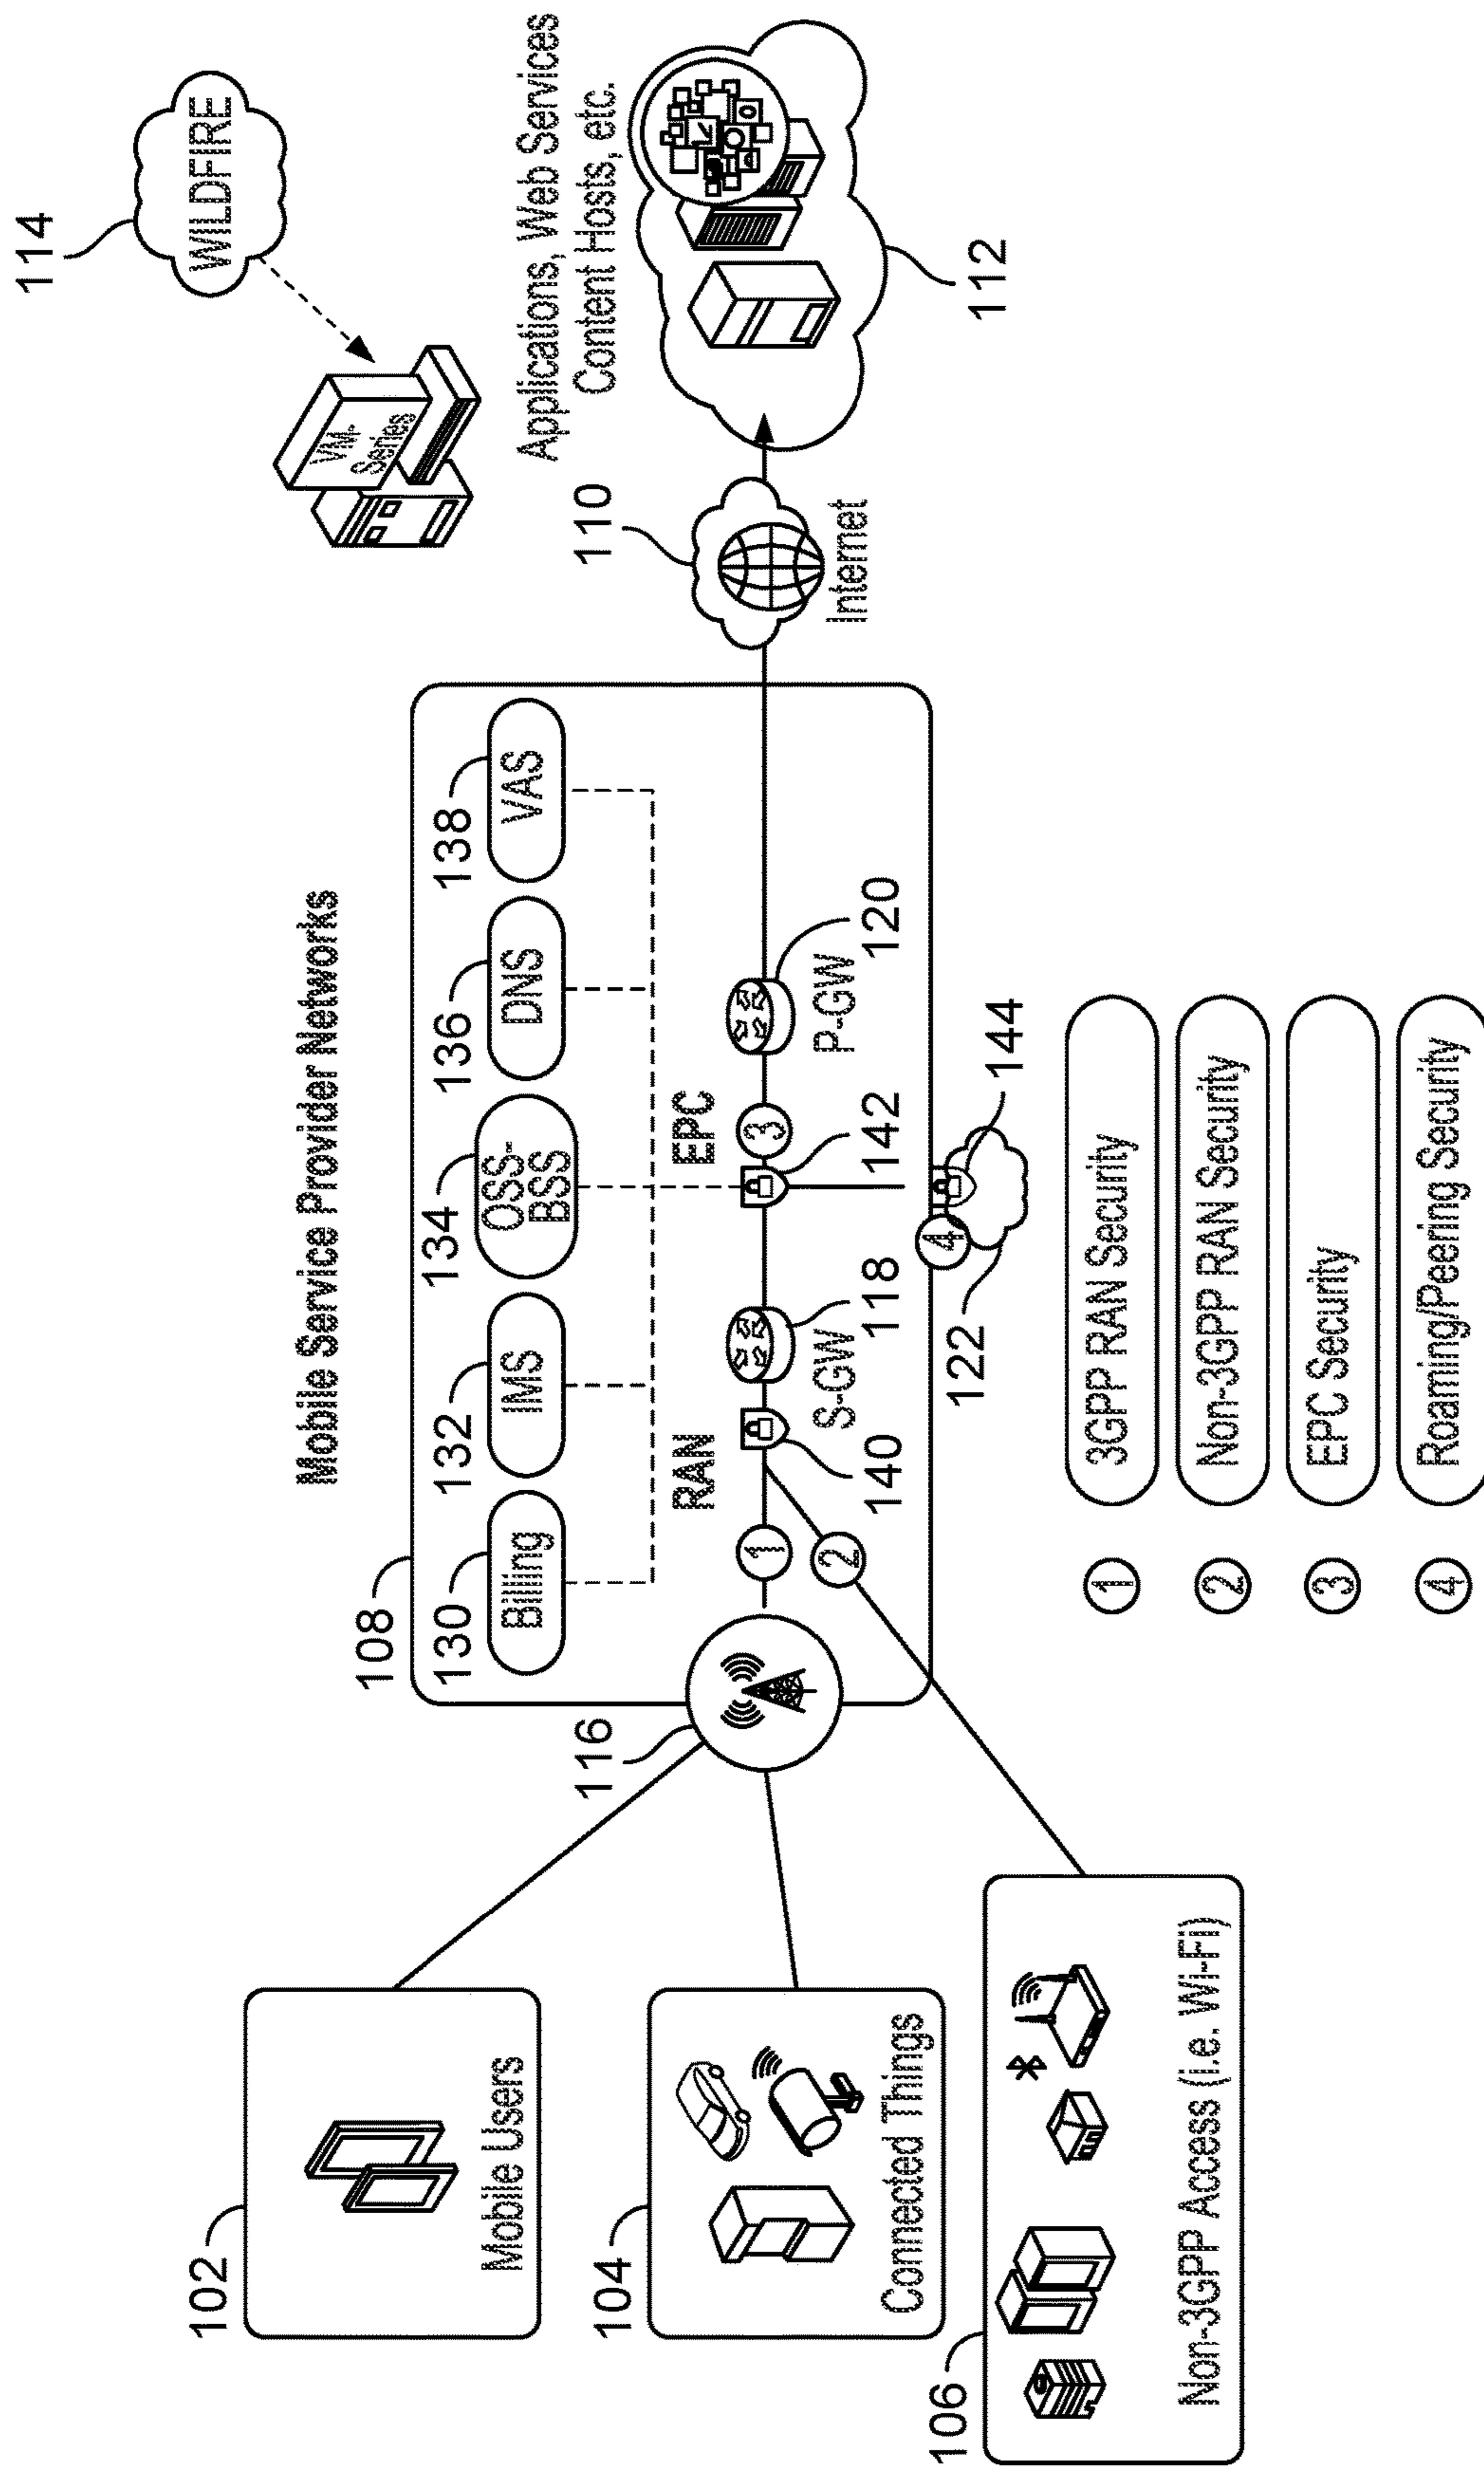 114
WILDFIRE
VM-
Series
Applications, Web Services
Content Hosts, etc.
112
110
Internet
Mobile Service Provider Networks
108
130
Billing
132
IMS
134
OSS-
BSS
136
DNS
138
VAS
RAN
EPC
116
1
2
3
140
S-GW
118
142
P-GW
120
4
122
144
102
Mobile Users
104
Connected Things
106
Non-3GPP Access (i.e. Wi-Fi)
1 3GPP RAN Security
2 Non-3GPP RAN Security
3 EPC Security
4 Roaming/Peering Security